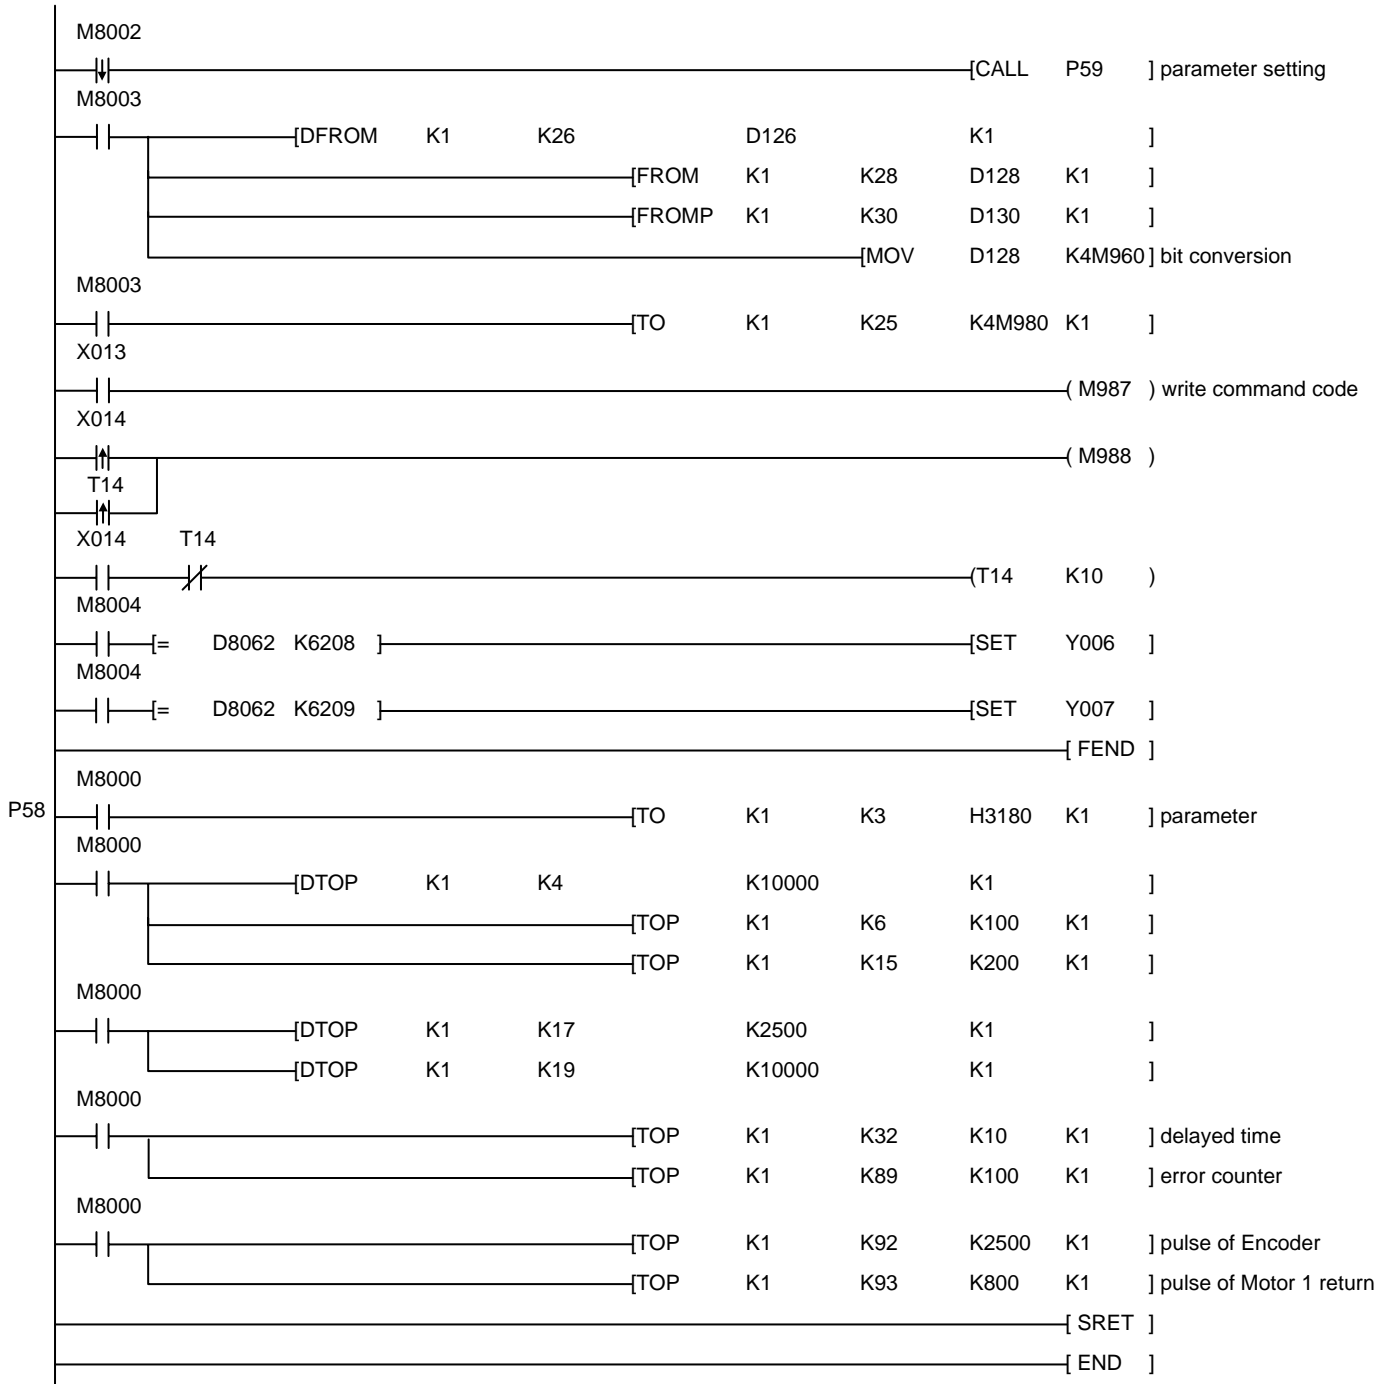 M8002
[CALL P59 ] parameter setting
M8003
[DFROM K1 K26 D126 K1 ]
[FROM K1 K28 D128 K1 ]
[FROMP K1 K30 D130 K1 ]
[MOV D128 K4M960 ] bit conversion
M8003
[TO K1 K25 K4M980 K1 ]
X013
( M987 ) write command code
X014
( M988 )
T14
X014 T14
(T14 K10 )
M8004
[= D8062 K6208 ] [SET Y006 ]
M8004
[= D8062 K6209 ] [SET Y007 ]
[ FEND ]
M8000
P58 [TO K1 K3 H3180 K1 ] parameter
M8000
[DTOP K1 K4 K10000 K1 ]
[TOP K1 K6 K100 K1 ]
[TOP K1 K15 K200 K1 ]
M8000
[DTOP K1 K17 K2500 K1 ]
[DTOP K1 K19 K10000 K1 ]
M8000
[TOP K1 K32 K10 K1 ] delayed time
[TOP K1 K89 K100 K1 ] error counter
M8000
[TOP K1 K92 K2500 K1 ] pulse of Encoder
[TOP K1 K93 K800 K1 ] pulse of Motor 1 return
[ SRET ]
[ END ]